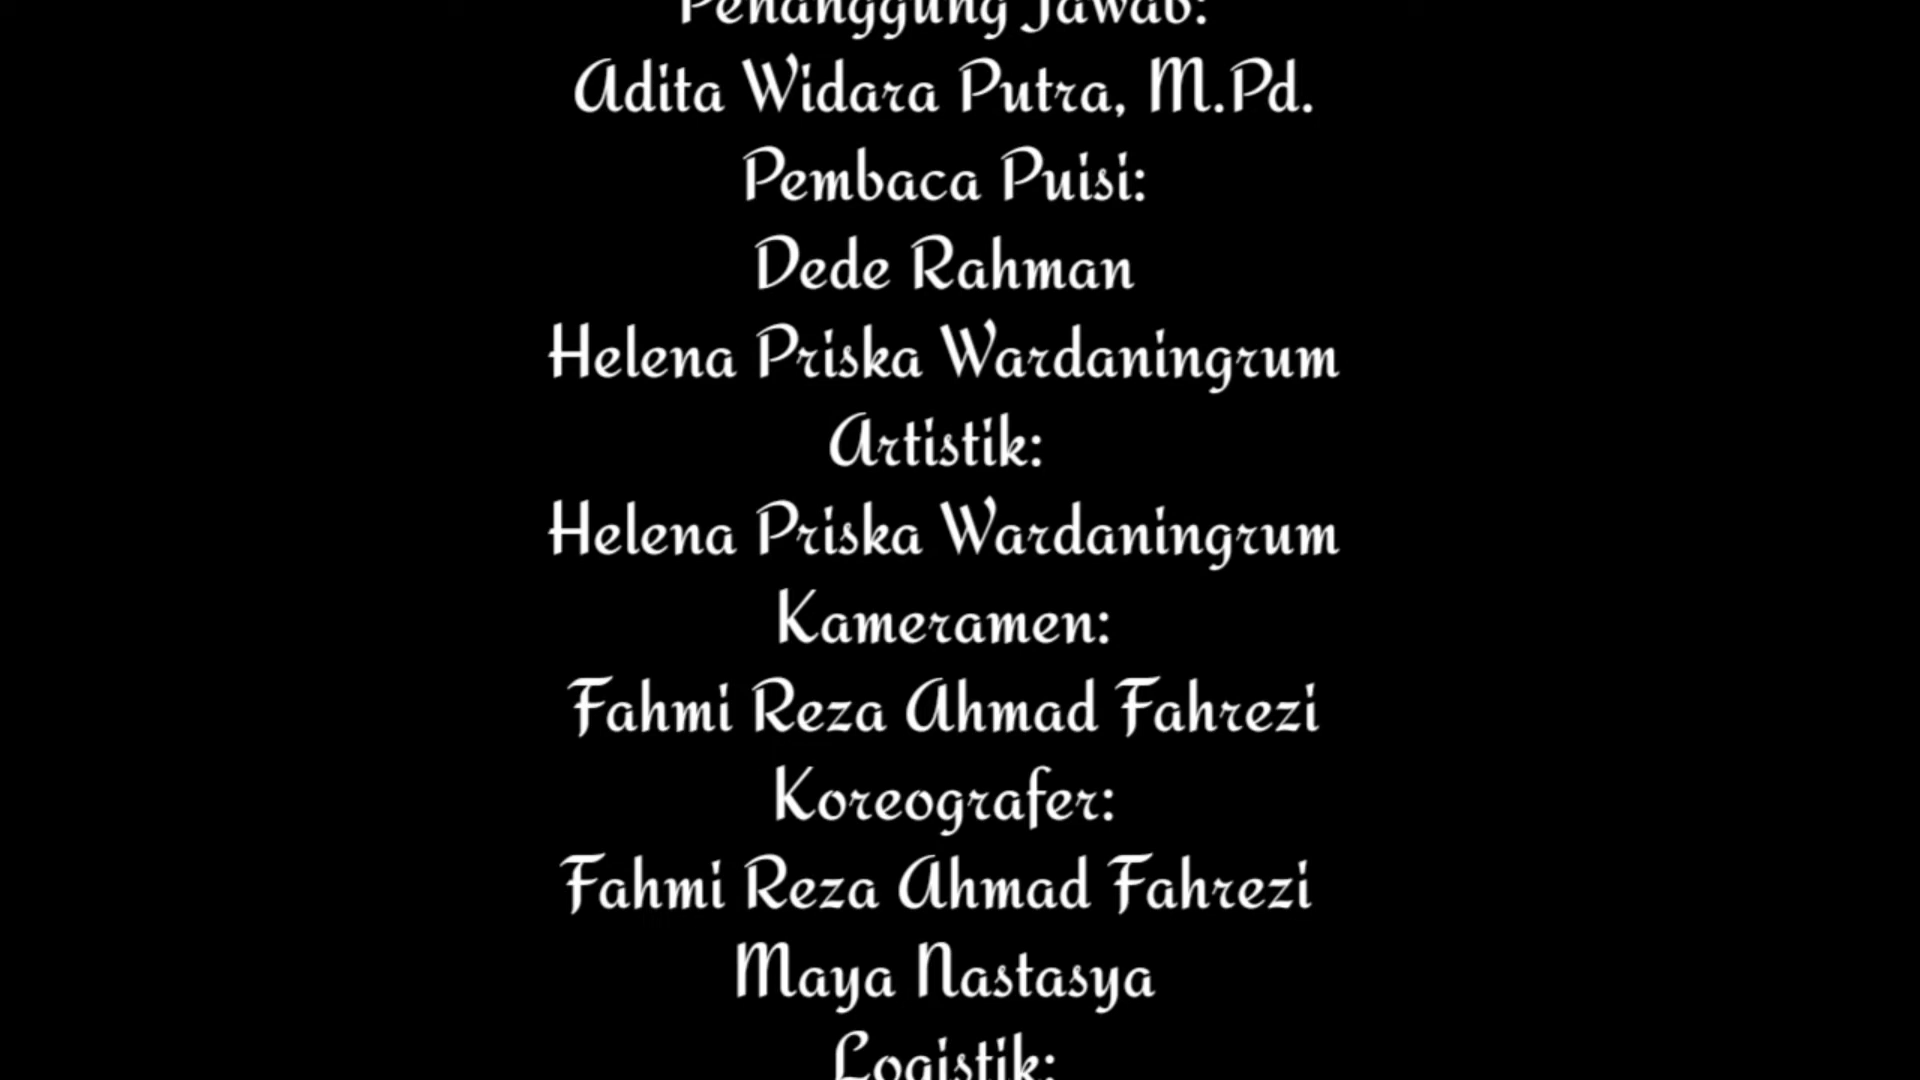 Penanggung Jawab:
Adita Widara Putra, M.Pd.
Pembaca Puisi:
Dede Rahman
Helena Priska Wardaningrum
Artistik:
Helena Priska Wardaningrum
Kameramen:
Fahmi Reza Ahmad Fahrezi
Koreografer:
Fahmi Reza Ahmad Fahrezi
Maya Nastasya
Logistik: